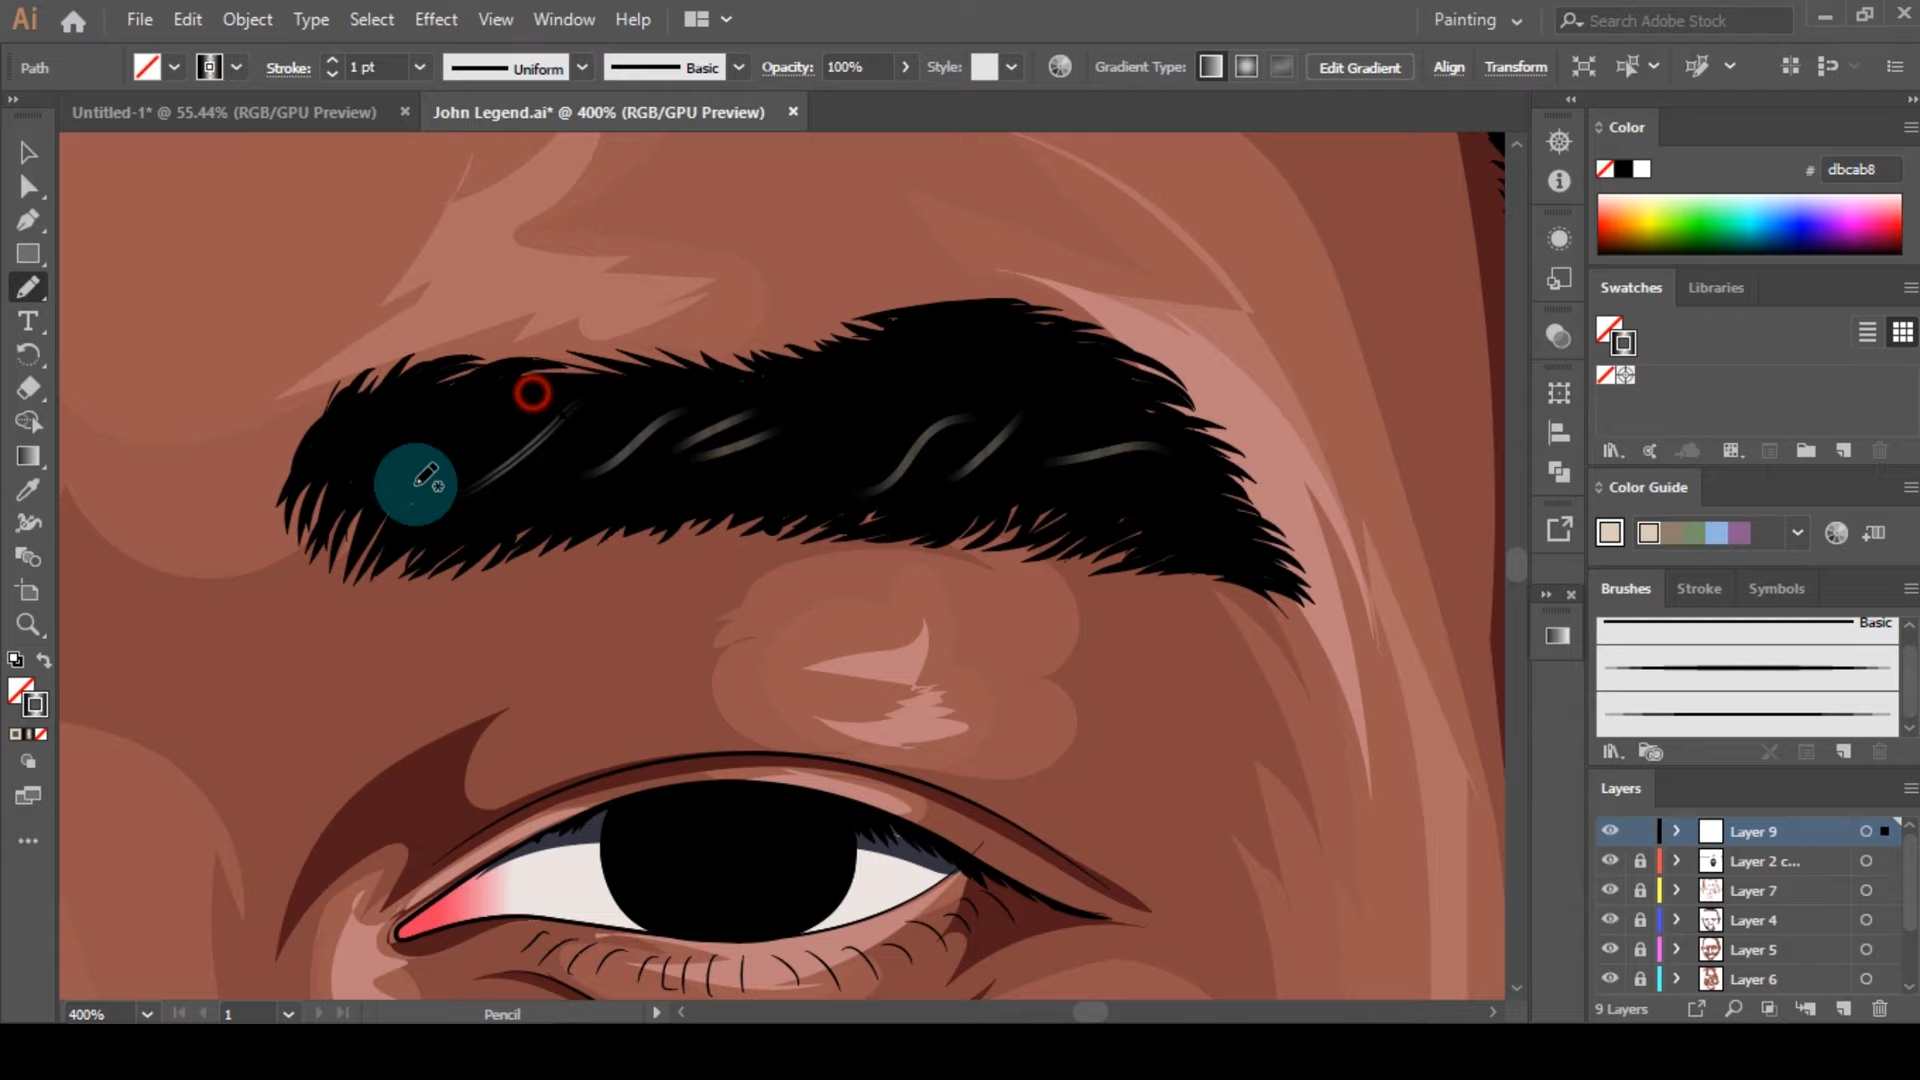 Ai File Edit Object Type Select Effect View Window Help Painting Search Adobe Stock
Path Stroke: 1 pt Uniform Basic Opacity: 100% Style: Gradient Type: Edit Gradient Align Transform
Untitled-1* @ 55.44% (RGB/GPU Preview) John Legend.ai* @ 400% (RGB/GPU Preview)
Color
# dbcab8
Swatches Libraries
Color Guide
Brushes Stroke Symbols
Basic
Layers
Layer 9
Layer 2 c...
Layer 7
Layer 4
Layer 5
Layer 6
9 Layers
400% 1 Pencil